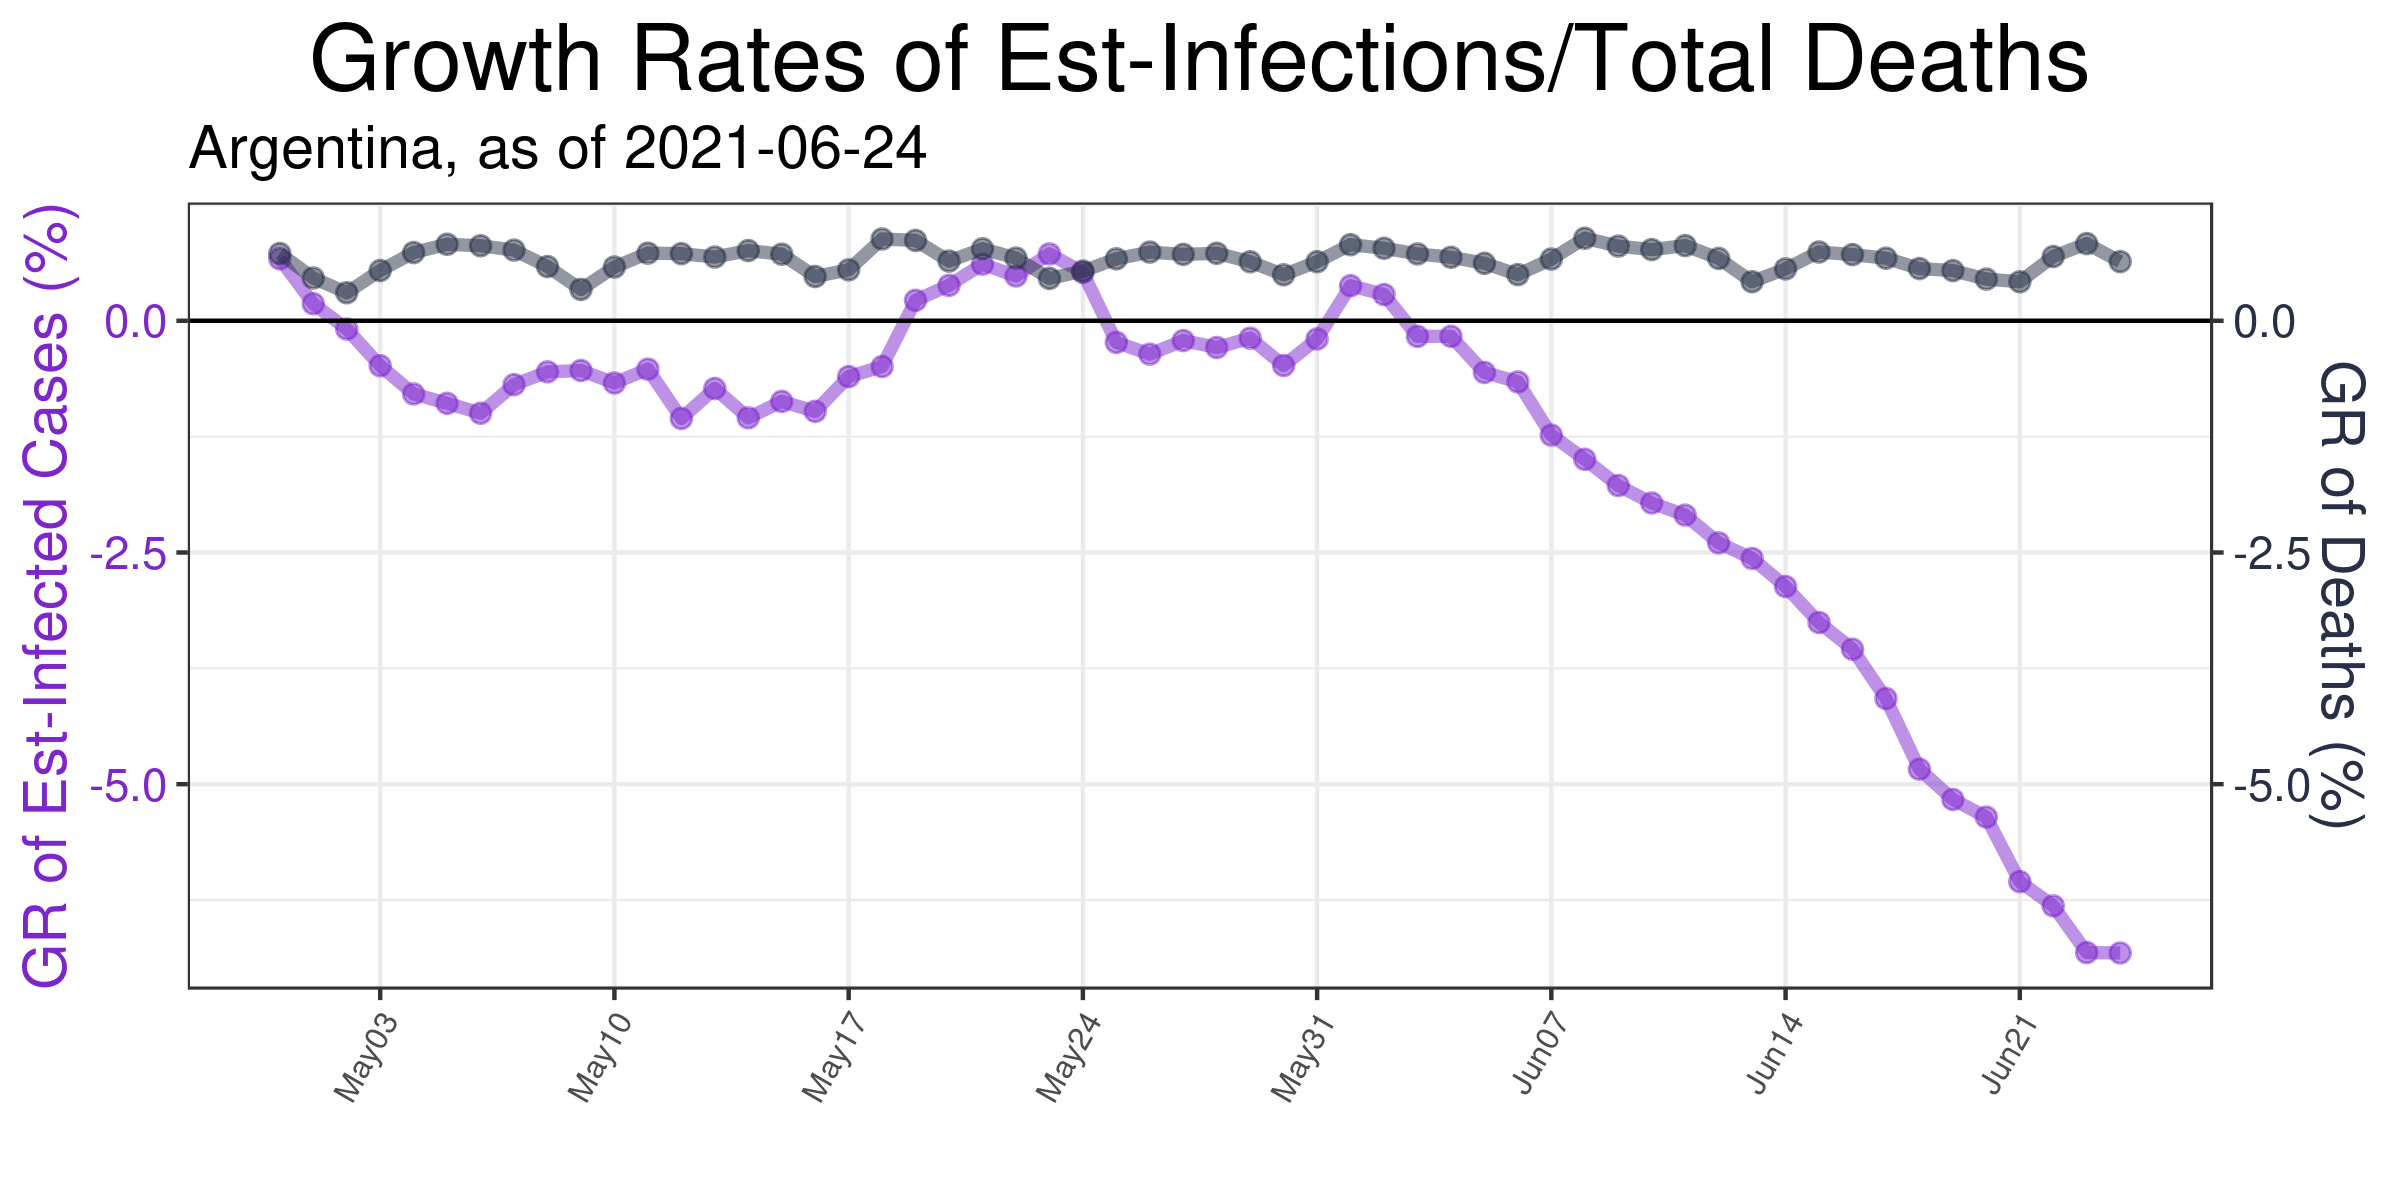 Growth Rates of Est-Infections/Total Deaths
Argentina, as of 2021-06-24
GR of Est-Infected Cases (%)
0.0
-2.5
-5.0
0.0
-2.5
-5.0
GR of Deaths (%)
May03
May10
May17
May24
May31
Jun07
Jun14
Jun21